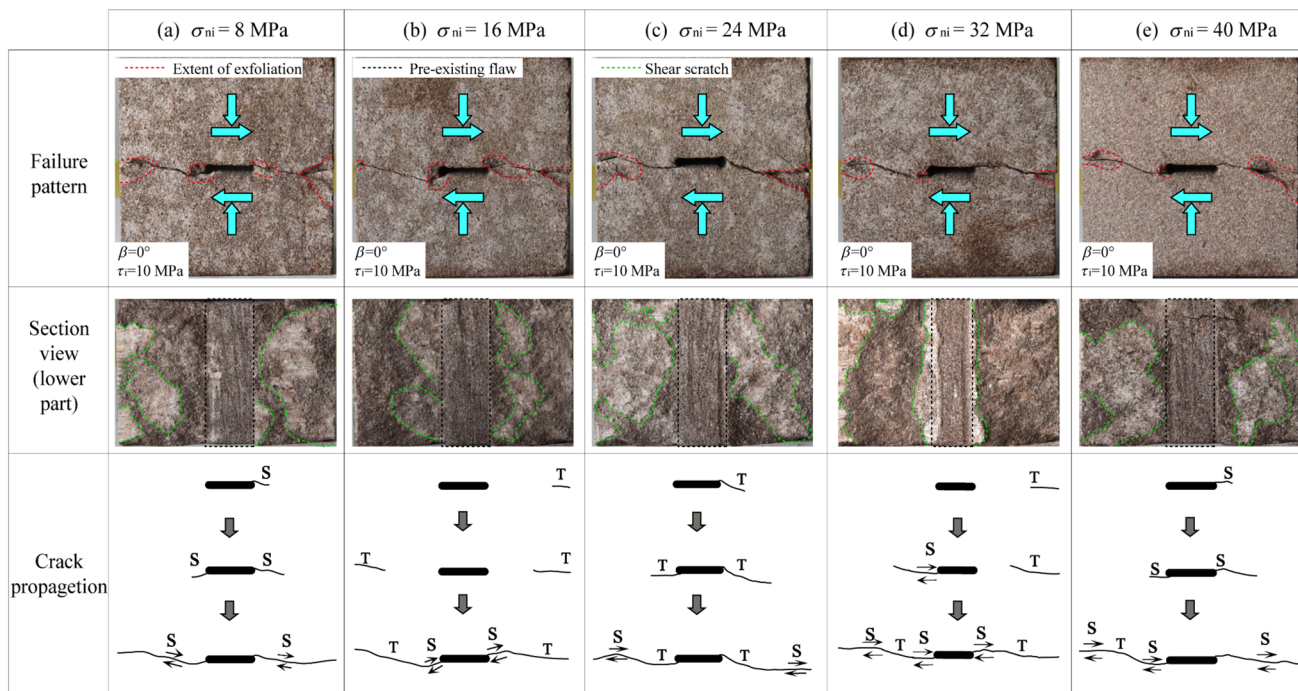 (a) σni = 8 MPa
(b) σni = 16 MPa
(c) σni = 24 MPa
(d) σni = 32 MPa
(e) σni = 40 MPa
Failure
pattern
Extent of exfoliation
Pre-existing flaw
Shear scratch
β=0°
τi=10 MPa
β=0°
τi=10 MPa
β=0°
τi=10 MPa
β=0°
τi=10 MPa
β=0°
τi=10 MPa
Section
view
(lower
part)
Crack
propagetion
S
T
T
T
S
S S
T T
T T
S
S S
S S
T S S T
S T T S
S T S S T
S T S S